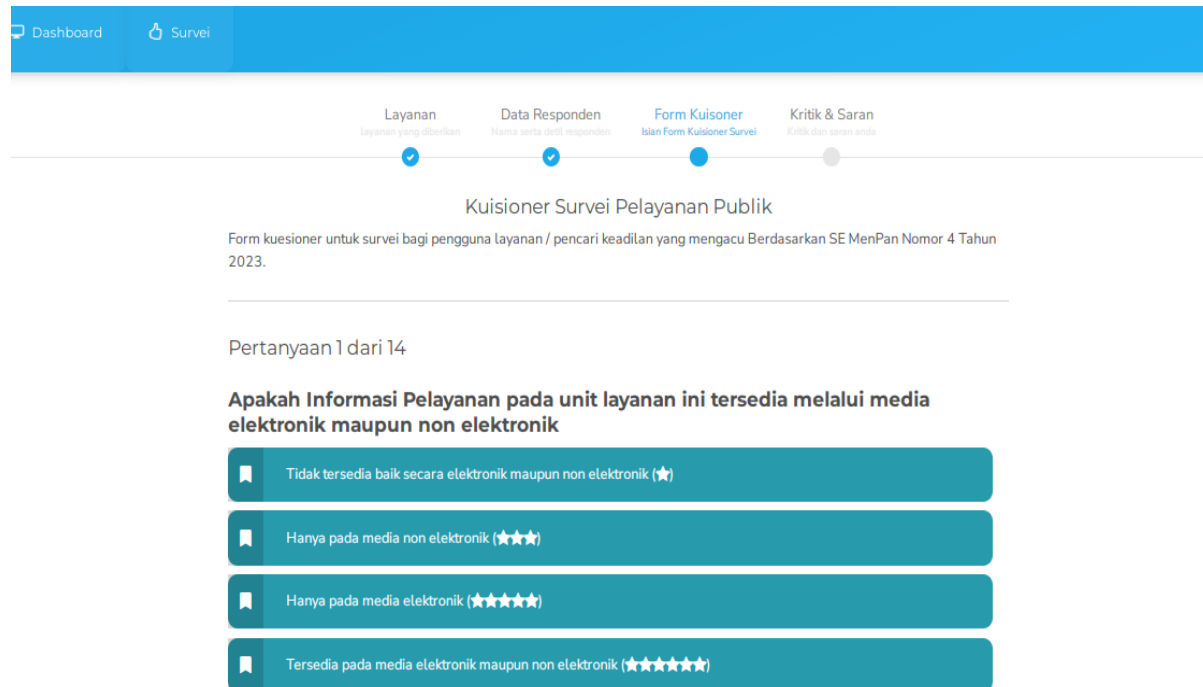 Dashboard
Survei
Layanan
layanan yang diberikan
Data Responden
Nama serta detil responden
Form Kuisoner
Isian Form Kuisioner Survei
Kritik & Saran
Kritik dan saran anda
Kuisioner Survei Pelayanan Publik
Form kuesioner untuk survei bagi pengguna layanan / pencari keadilan yang mengacu Berdasarkan SE MenPan Nomor 4 Tahun
2023.
Pertanyaan 1 dari 14
Apakah Informasi Pelayanan pada unit layanan ini tersedia melalui media
elektronik maupun non elektronik
Tidak tersedia baik secara elektronik maupun non elektronik (★)
Hanya pada media non elektronik (★★★)
Hanya pada media elektronik (★★★★★)
Tersedia pada media elektronik maupun non elektronik (★★★★★★)